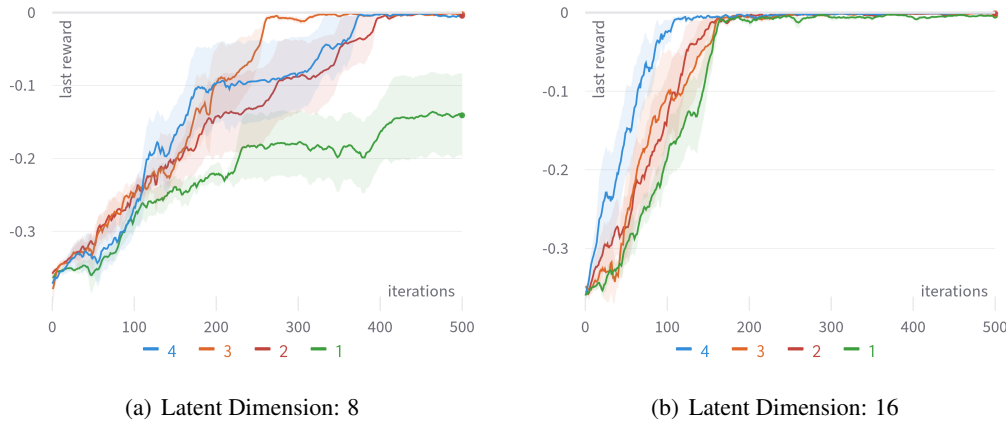 0
-0.1
-0.2
-0.3
last reward
iterations
0 100 200 300 400 500
4 3 2 1
(a) Latent Dimension: 8
0
-0.1
-0.2
-0.3
last reward
iterations
0 100 200 300 400 500
4 3 2 1
(b) Latent Dimension: 16